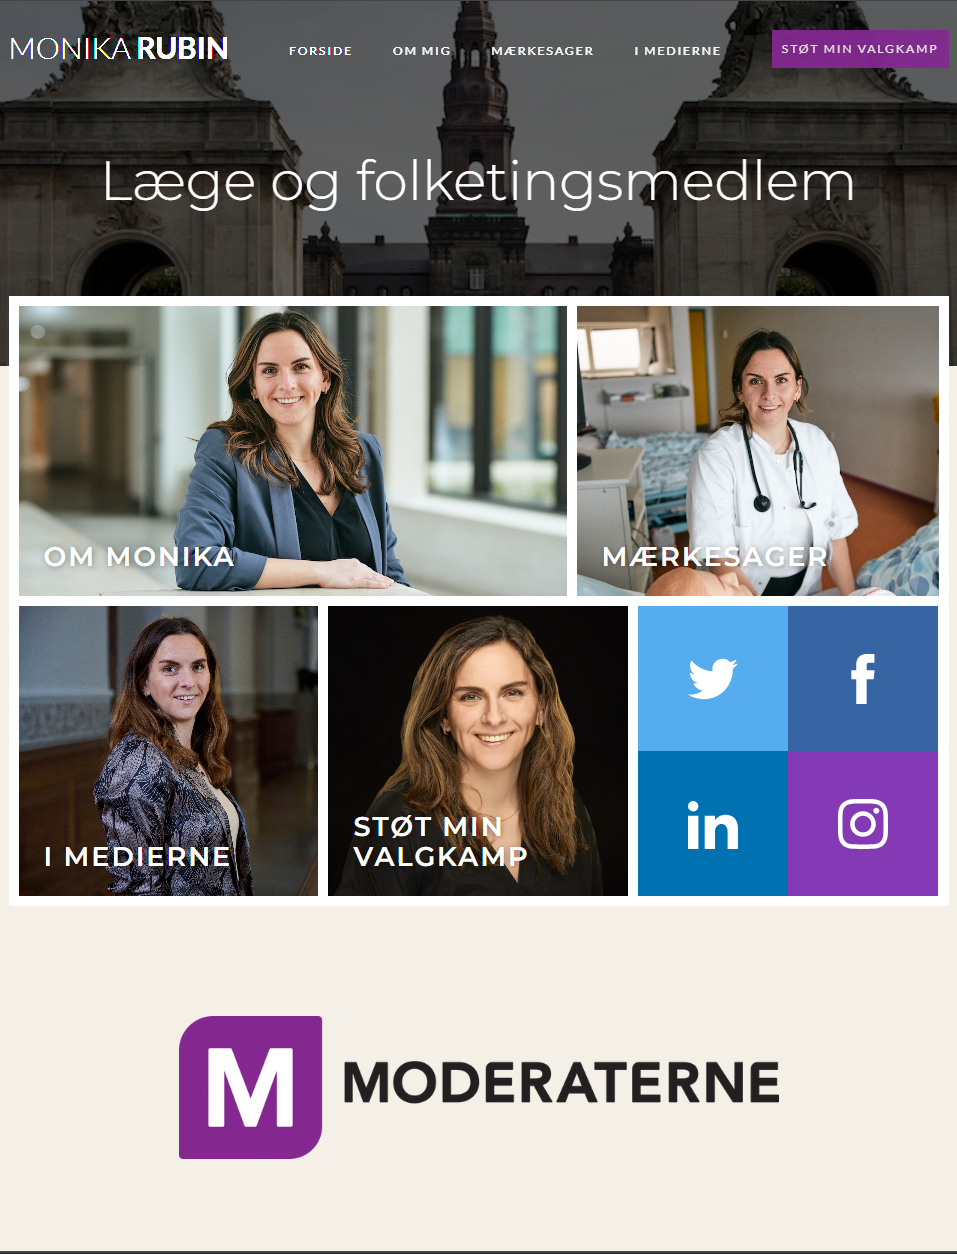 MONIKA RUBIN
FORSIDE
OM MIG
MÆRKESAGER
I MEDIERNE
STØT MIN VALGKAMP
Læge og folketingsmedlem
OM MONIKA
MÆRKESAGER
I MEDIERNE
STØT MIN
VALGKAMP
f
in
M MODERATERNE